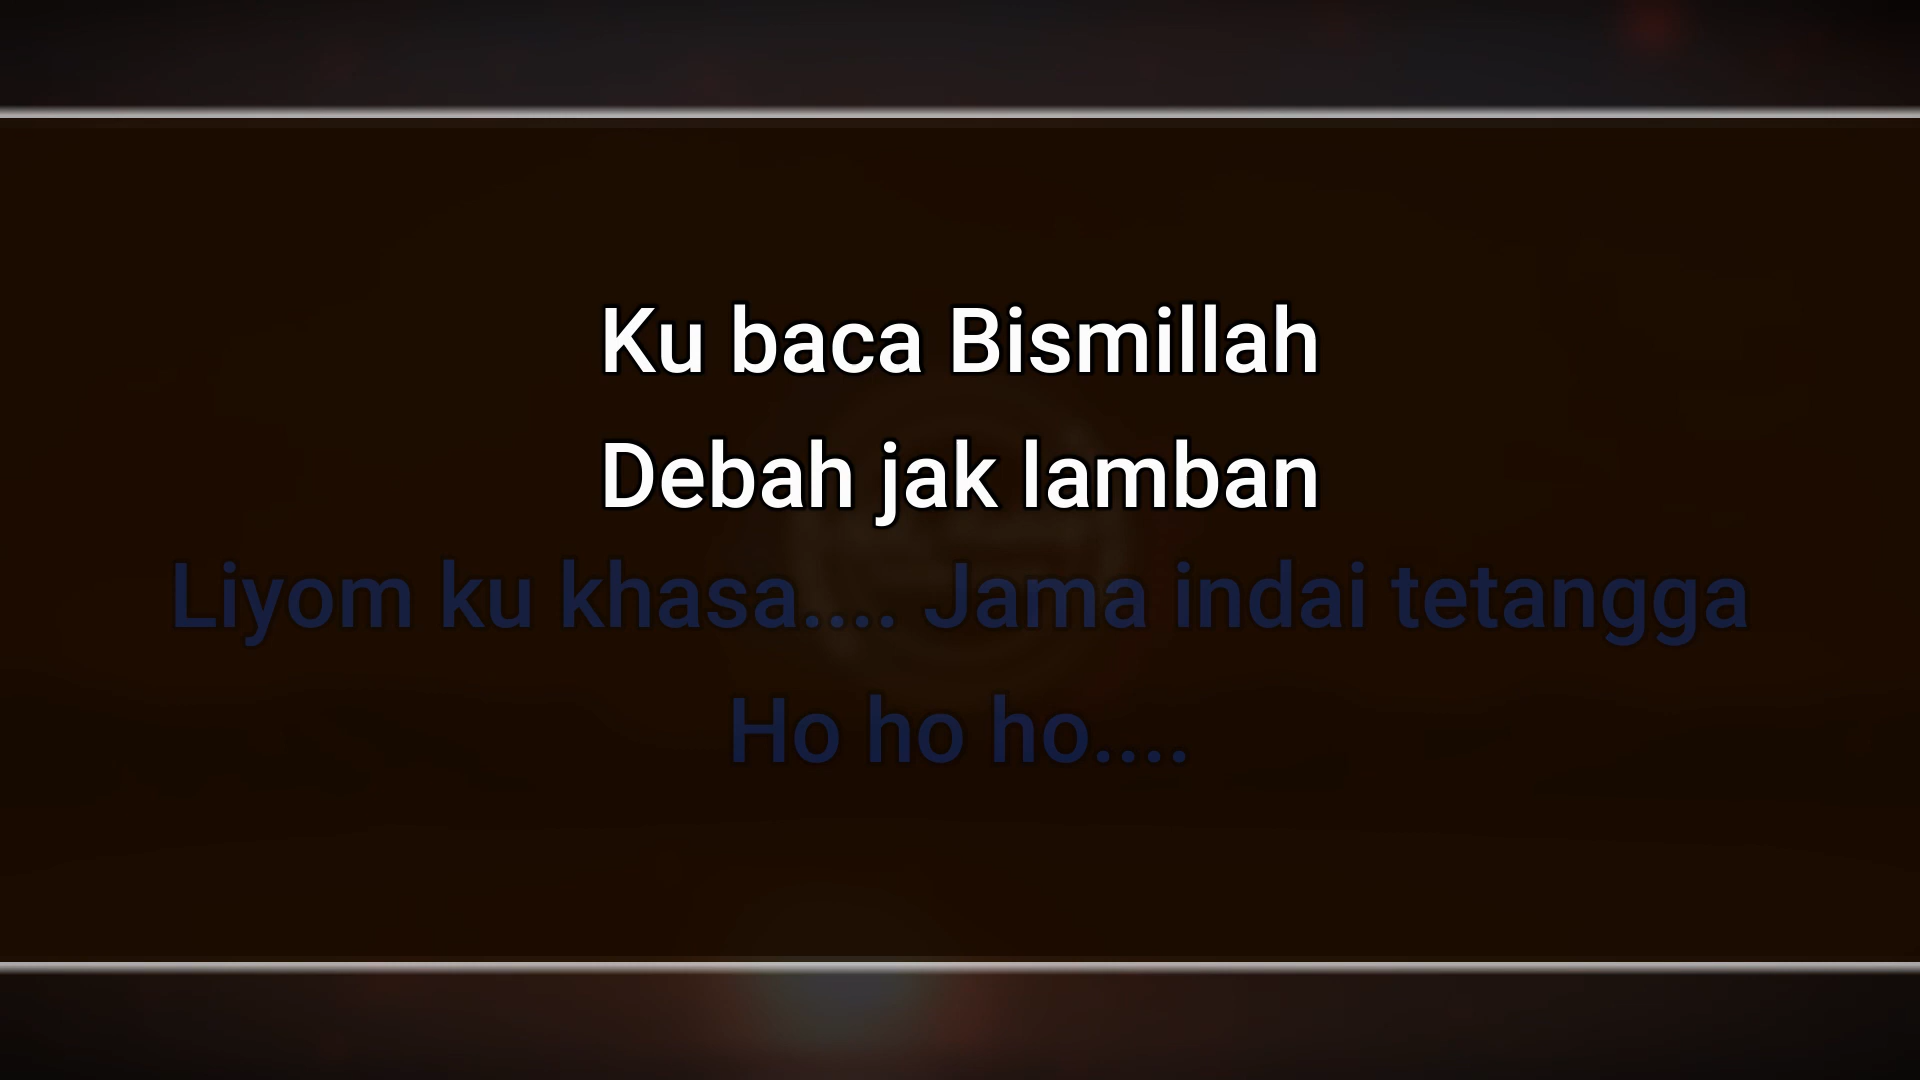 Ku baca Bismillah
Debah jak lamban
Liyom ku khasa.... Jama indai tetangga
Ho ho ho....